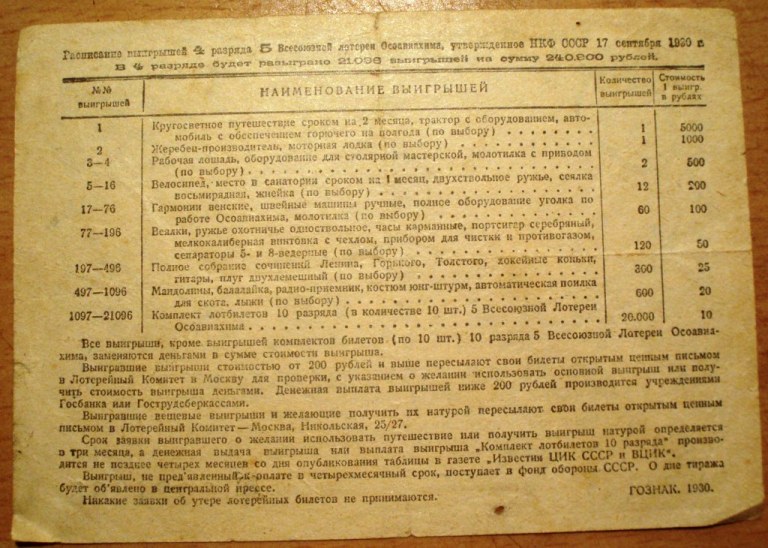 Расписание выигрышей 4 разряда 5 Всесоюзной лотереи Осоавиахима, утвержденное НКФ СССР 17 сентября 1930 г.
В 4 разряде будет разыграно 21.096 выигрышей на сумму 240.900 рублей.
№№ выигрышей НАИМЕНОВАНИЕ ВЫИГРЫШЕЙ Количество выигрышей Стоимость 1 выигр. в рублях
1 Кругосветное путешествие сроком на 2 месяца, трактор с оборудованием, авто-
мобиль с обеспечением горючего на полгода (по выбору) 1 5000
2 Жеребец-производитель, моторная лодка (по выбору) 1 1000
3—4 Рабочая лошадь, оборудование для столярной мастерской, молотилка с приводом
(по выбору) 2 500
5—16 Велосипед, место в санатории сроком на 1 месяц, двухствольное ружье, сеялка
восьмирядная, жнейка (по выбору) 12 200
17—76 Гармонии венские, швейные машины ручные, полное оборудование уголка по
работе Осоавиахима, молотилка (по выбору) 60 100
77—196 Веялки, ружье охотничье одноствольное, часы карманные, портсигар серебряный,
мелкокалиберная винтовка с чехлом, прибором для чистки и противогазом,
сепараторы 5- и 8-ведерные (по выбору) 120 50
197—496 Полное собрание сочинений Ленина, Горького, Толстого, хокейные коньки,
гитары, плуг двухлемешный (по выбору) 300 25
497—1096 Мандолины, балалайка, радио-приемник, костюм юнг-штурм, автоматическая поилка
для скота, лыжи (по выбору) 600 20
1097—21096 Комплект лотбилетов 10 разряда (в количестве 10 шт.) 5 Всесоюзной Лотереи
Осоавиахима 20.000 10
Все выигрыши, кроме выигрышей комплектов билетов (по 10 шт.) 10 разряда 5 Всесоюзной Лотереи Осоавиа-
хима, заменяются деньгами в сумме стоимости выигрыша.
Выигравшие выигрыши стоимостью от 200 рублей и выше пересылают свои билеты открытым ценным письмом
в Лотерейный Комитет в Москву для проверки, с указанием о желании использовать основной выигрыш или полу-
чить стоимость выигрыша деньгами. Денежная выплата выигрышей ниже 200 рублей производится учреждениями
Госбанка или Гострудсберкассами.
Выигравшие вещевые выигрыши и желающие получить их натурой пересылают свои билеты открытым ценным
письмом в Лотерейный Комитет—Москва, Никольская, 25/27.
Срок заявки выигравшего о желании использовать путешествие или получить выигрыш натурой определяется
в три месяца, а денежная выдача выигрыша или выплата выигрыша „Комплект лотбилетов 10 разряда" произво-
дится не позднее четырех месяцев со дня опубликования таблицы в газете „Известия ЦИК СССР и ВЦИК".
Выигрыш, не пред'явленный к оплате в четырехмесячный срок, поступает в фонд обороны СССР. О дне тиража
будет об'явлено в центральной прессе.
Никакие заявки об утере лотерейных билетов не принимаются.
ГОЗНАК. 1930.